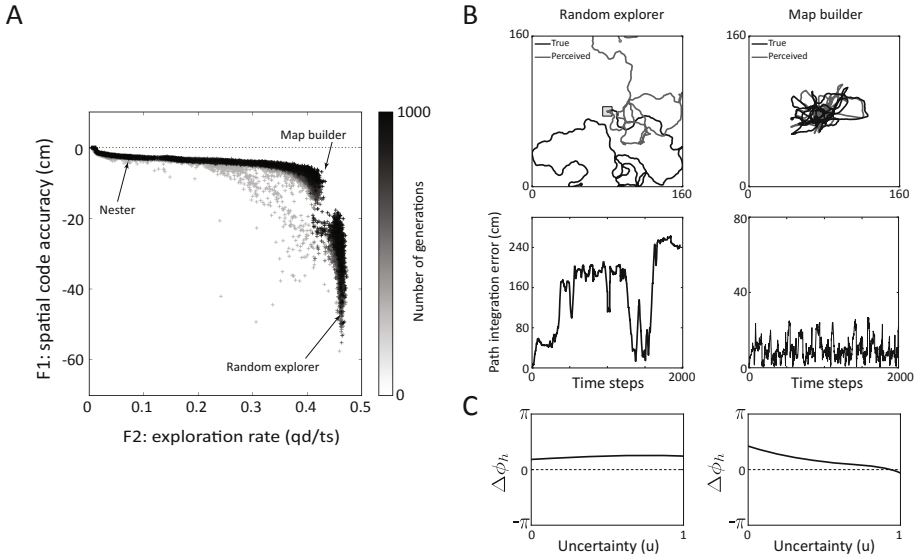 A
F1: spatial code accuracy (cm)
0
-20
-40
-60
0
0.1
0.2
0.3
0.4
0.5
F2: exploration rate (qd/ts)
Map builder
Nester
Random explorer
1000
0
Number of generations
B
Random explorer
Map builder
160
True
Perceived
0
0
160
160
True
Perceived
0
0
160
Path integration error (cm)
240
160
80
0
0
2000
Time steps
80
40
0
0
2000
Time steps
C
Δϕh
π
0
-π
0
1
Uncertainty (u)
Δϕh
π
0
-π
0
1
Uncertainty (u)